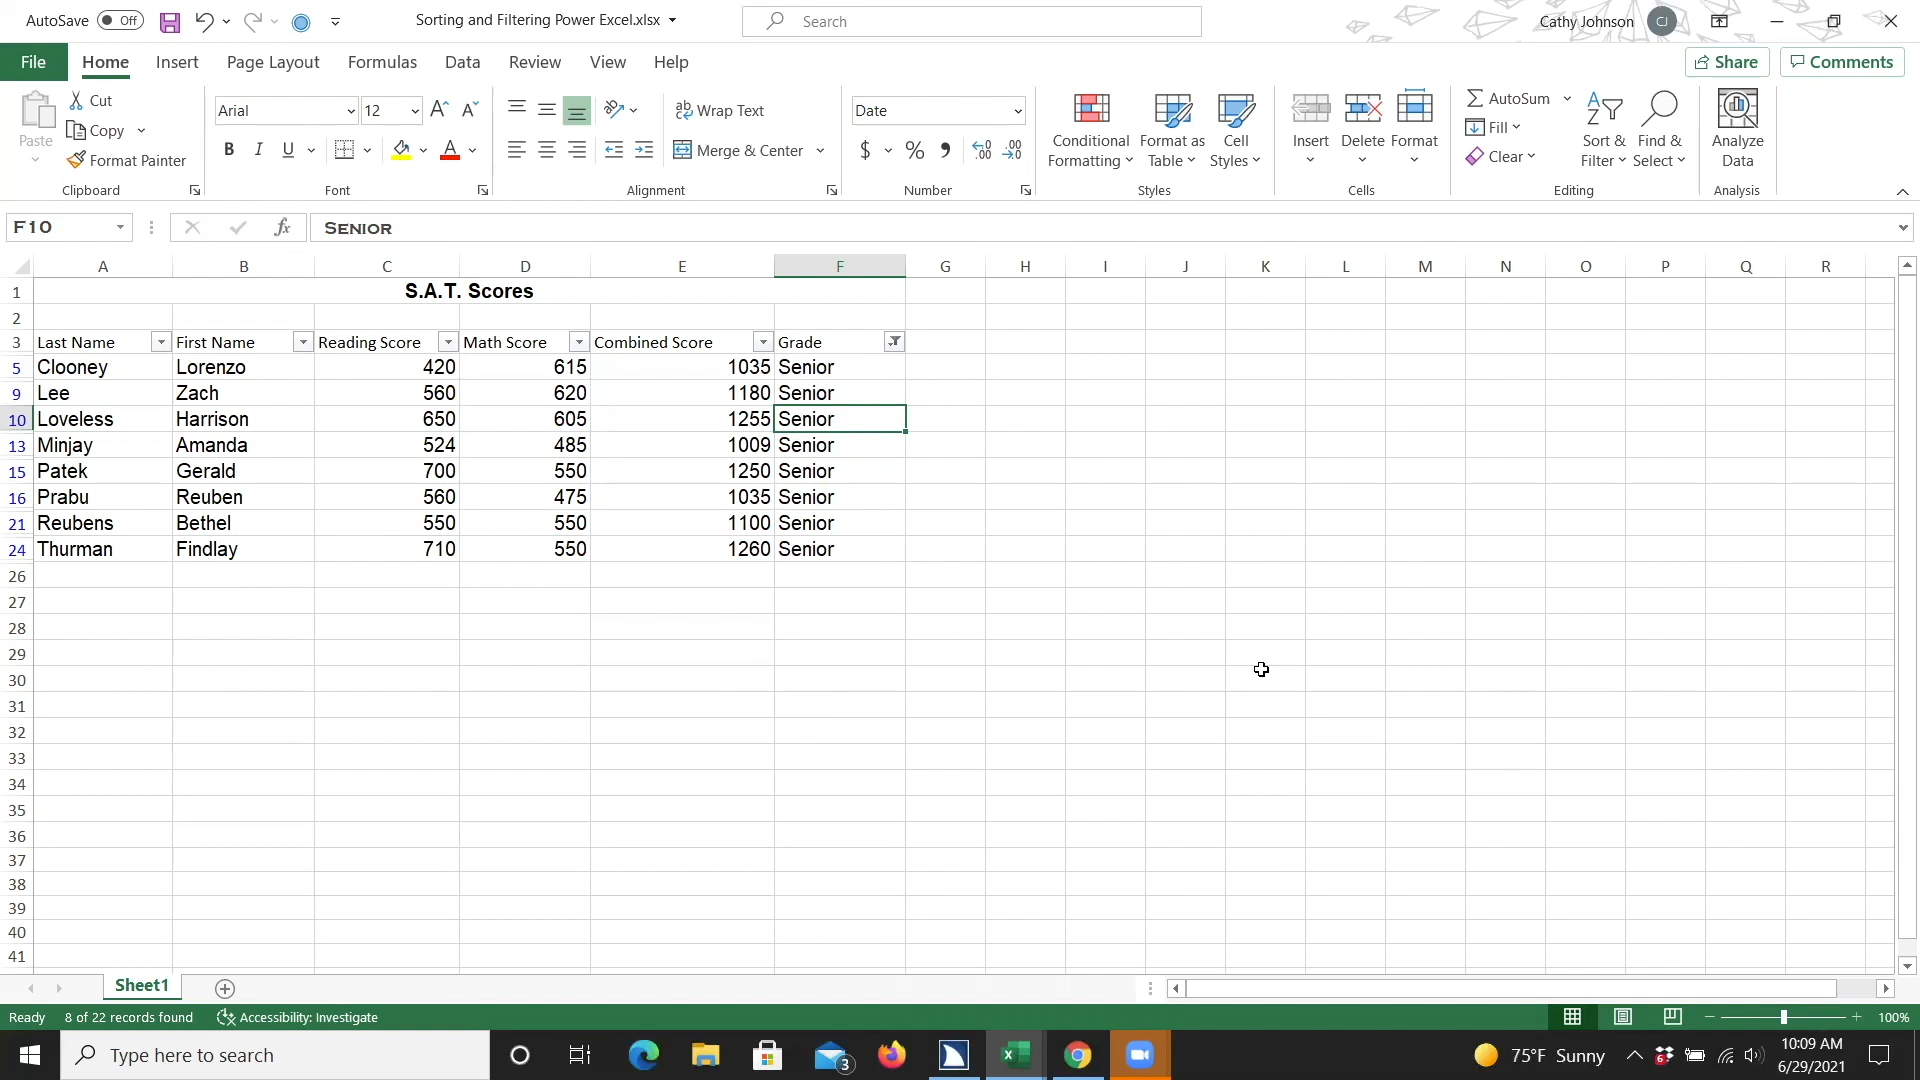 AutoSave Off Sorting and Filtering Power Excel.xlsx Search Cathy Johnson CJ
File Home Insert Page Layout Formulas Data Review View Help Share Comments
Paste Cut Copy Format Painter Clipboard
Arial 12 B I U A Font
Wrap Text Merge & Center Alignment
Date $ % Number
Conditional Formatting Format as Table Cell Styles Styles
Insert Delete Format Cells
AutoSum Fill Clear Sort & Filter Find & Select Editing
Analyze Data Analysis
F10 fx Senior
A B C D E F G H I J K L M N O P Q R
1 S.A.T. Scores
2
3 Last Name First Name Reading Score Math Score Combined Score Grade
5 Clooney Lorenzo 420 615 1035 Senior
9 Lee Zach 560 620 1180 Senior
10 Loveless Harrison 650 605 1255 Senior
13 Minjay Amanda 524 485 1009 Senior
15 Patek Gerald 700 550 1250 Senior
16 Prabu Reuben 560 475 1035 Senior
21 Reubens Bethel 550 550 1100 Senior
24 Thurman Findlay 710 550 1260 Senior
26
27
28
29
30
31
32
33
34
35
36
37
38
39
40
41
Sheet1
Ready 8 of 22 records found Accessibility: Investigate 100%
Type here to search 3 6 75°F Sunny 10:09 AM
6/29/2021